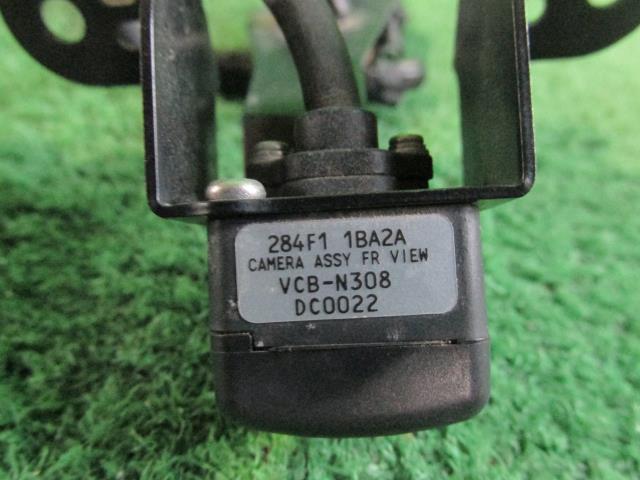 284F1 1BA2A
CAMERA ASSY FR VIEW
VCB-N308
DC0022